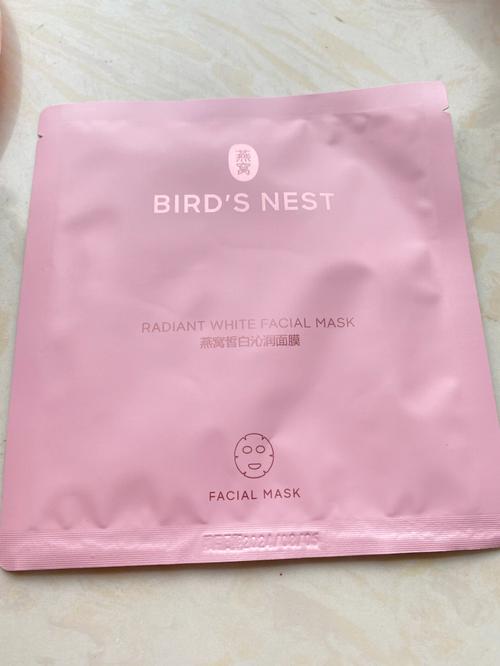 燕
窝
BIRD'S NEST
RADIANT WHITE FACIAL MASK
燕窝皙白沁润面膜
FACIAL MASK